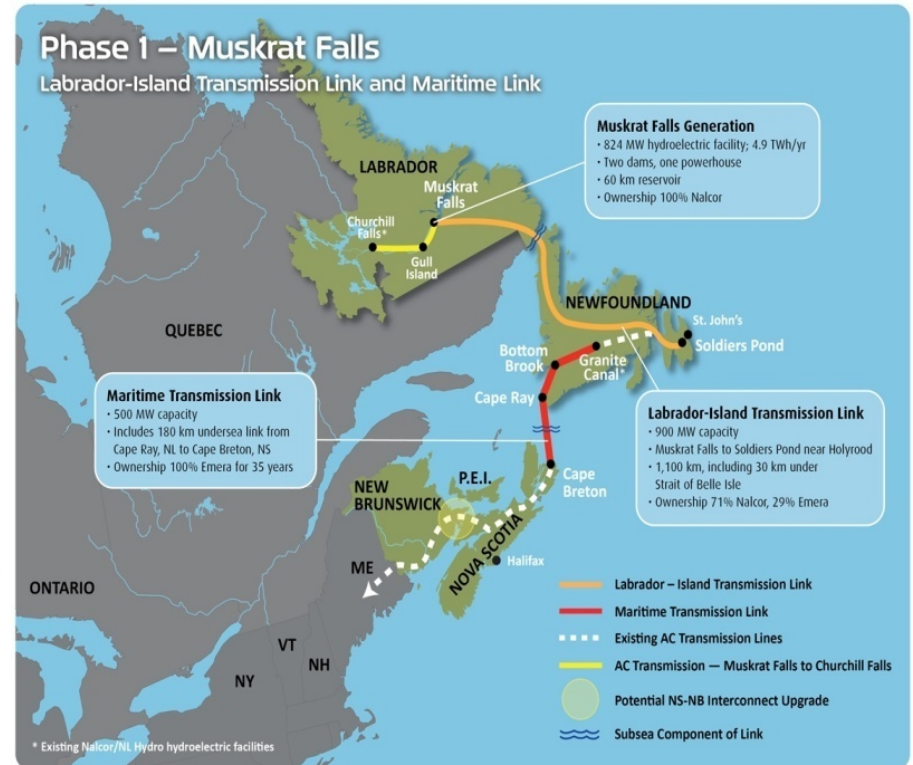 Phase 1 – Muskrat Falls
Labrador-Island Transmission Link and Maritime Link
Muskrat Falls Generation
• 824 MW hydroelectric facility; 4.9 TWh/yr
• Two dams, one powerhouse
• 60 km reservoir
• Ownership 100% Nalcor
LABRADOR
Muskrat
Falls
Churchill
Falls*
Gull
Island
QUEBEC
NEWFOUNDLAND
St. John's
Soldiers Pond
Bottom
Brook
Granite
Canal*
Cape Ray
Maritime Transmission Link
• 500 MW capacity
• Includes 180 km undersea link from
Cape Ray, NL to Cape Breton, NS
• Ownership 100% Emera for 35 years
Labrador-Island Transmission Link
• 900 MW capacity
• Muskrat Falls to Soldiers Pond near Holyrood
• 1,100 km, including 30 km under
Strait of Belle Isle
• Ownership 71% Nalcor, 29% Emera
Cape
Breton
P.E.I.
NEW
BRUNSWICK
NOVA SCOTIA
Halifax
ME
ONTARIO
VT
NH
NY
Labrador – Island Transmission Link
Maritime Transmission Link
Existing AC Transmission Lines
AC Transmission — Muskrat Falls to Churchill Falls
Potential NS-NB Interconnect Upgrade
Subsea Component of Link
* Existing Nalcor/NL Hydro hydroelectric facilities